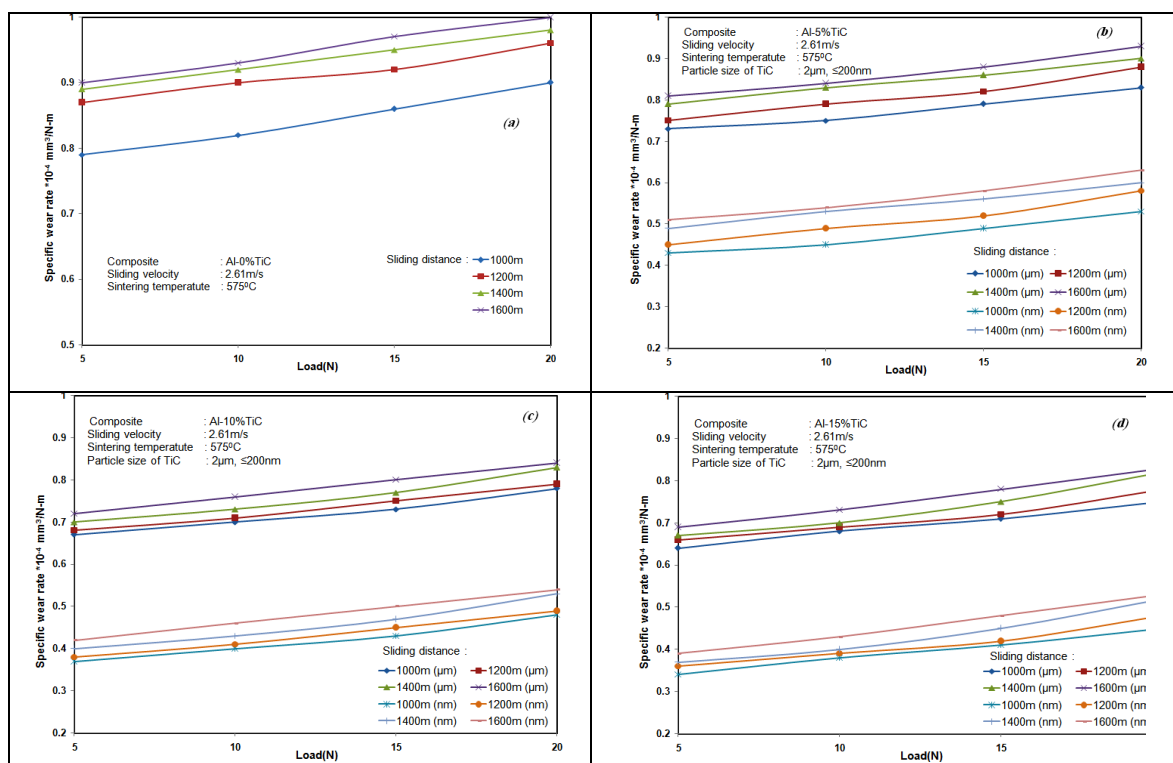 (a)
1
0.9
0.8
0.7
0.6
0.5
Specific wear rate *10-4 mm3/N-m
Composite : Al-0%TiC
Sliding velocity : 2.61m/s
Sintering temperatute : 575ºC
Sliding distance :
1000m
1200m
1400m
1600m
5 10 15 20
Load(N)
(b)
1
0.9
0.8
0.7
0.6
0.5
0.4
0.3
0.2
Specific wear rate *10-4 mm3/N-m
Composite : Al-5%TiC
Sliding velocity : 2.61m/s
Sintering temperatute : 575ºC
Particle size of TiC : 2µm, ≤200nm
Sliding distance :
1000m (µm) 1200m (µm)
1400m (µm) 1600m (µm)
1000m (nm) 1200m (nm)
1400m (nm) 1600m (nm)
5 10 15 20
Load(N)
(c)
1
0.9
0.8
0.7
0.6
0.5
0.4
0.3
0.2
Specific wear rate *10-4 mm3/N-m
Composite : Al-10%TiC
Sliding velocity : 2.61m/s
Sintering temperatute : 575ºC
Particle size of TiC : 2µm, ≤200nm
Sliding distance :
1000m (µm) 1200m (µm)
1400m (µm) 1600m (µm)
1000m (nm) 1200m (nm)
1400m (nm) 1600m (nm)
5 10 15 20
Load(N)
(d)
1
0.9
0.8
0.7
0.6
0.5
0.4
0.3
0.2
Specific wear rate *10-4 mm3/N-m
Composite : Al-15%TiC
Sliding velocity : 2.61m/s
Sintering temperatute : 575ºC
Particle size of TiC : 2µm, ≤200nm
Sliding distance :
1000m (µm) 1200m (µm
1400m (µm) 1600m (µm
1000m (nm) 1200m (nm
1400m (nm) 1600m (nm
5 10 15
Load(N)